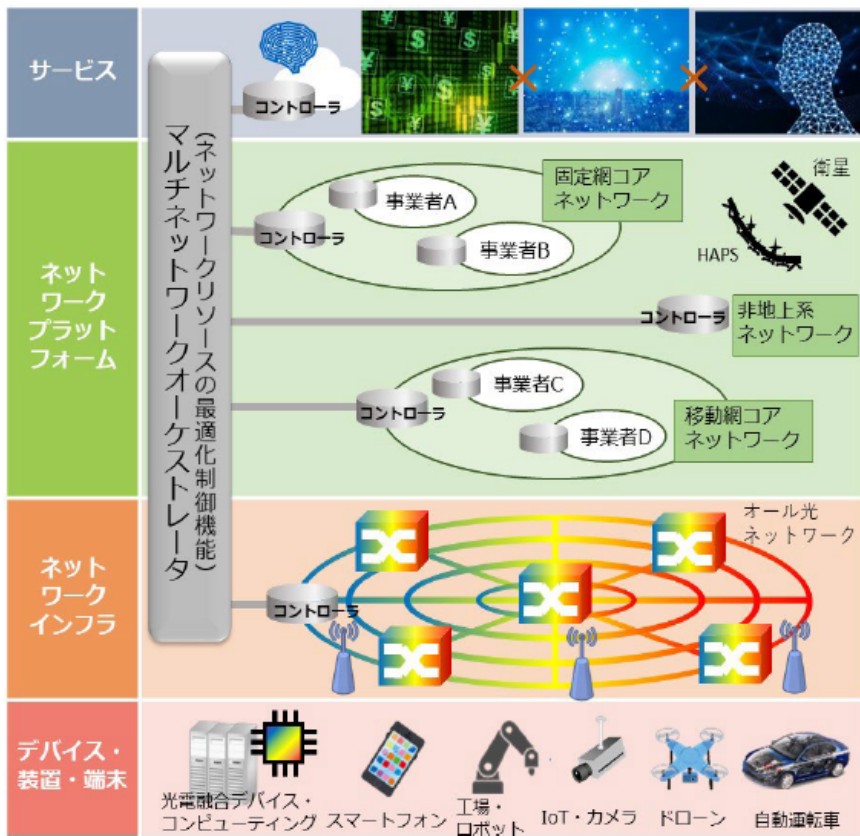 サービス
コントローラ
マルチネットワークオーケストレータ
(ネットワークリソースの最適化制御機能)
ネット
ワーク
プラット
フォーム
事業者A
事業者B
コントローラ
固定網コア
ネットワーク
衛星
HAPS
コントローラ
非地上系
ネットワーク
事業者C
事業者D
コントローラ
移動網コア
ネットワーク
ネット
ワーク
インフラ
オール光
ネットワーク
コントローラ
デバイス・
装置・端末
光電融合デバイス・
コンピューティング
スマートフォン
工場・
ロボット
IoT・カメラ
ドローン
自動運転車